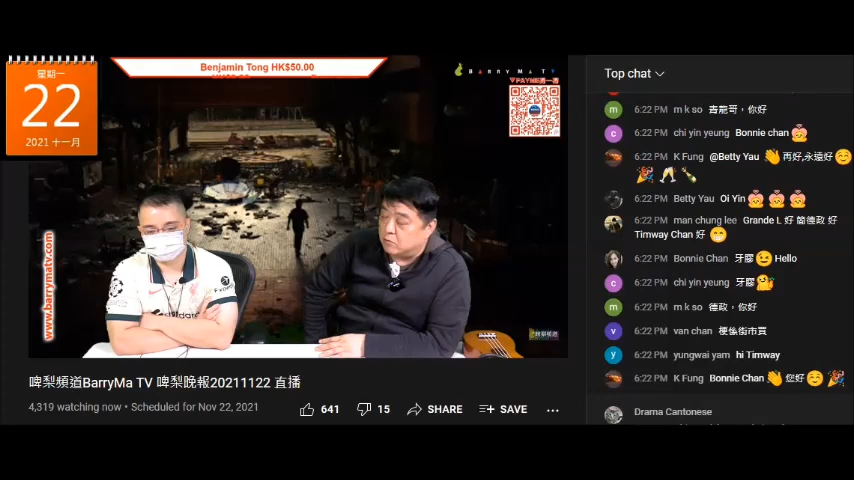 星期一
22
2021 十一月
Benjamin Tong HK$50.00
BARRYMATV
www.barrymatv.com
啤梨頻道BarryMa TV 啤梨晚報20211122 直播
4,319 watching now • Scheduled for Nov 22, 2021
641
15
SHARE
SAVE
Top chat
6:22 PM m k so 青龍哥，你好
6:22 PM chi yin yeung Bonnie chan
6:22 PM K Fung @Betty Yau 👋 再好,永遠好 😊
🎉 🥂 🍾
6:22 PM Betty Yau Oi Yin
6:22 PM man chung lee Grande L 好 簡德政 好
Timway Chan 好 😁
6:22 PM Bonnie Chan 牙膠 😉 Hello
6:22 PM chi yin yeung 牙膠
6:22 PM m k so 德政，你好
6:22 PM van chan 梗係街市買
6:22 PM yungwai yam hi Timway
6:22 PM K Fung Bonnie Chan 👋 您好 😊 🎉
Drama Cantonese